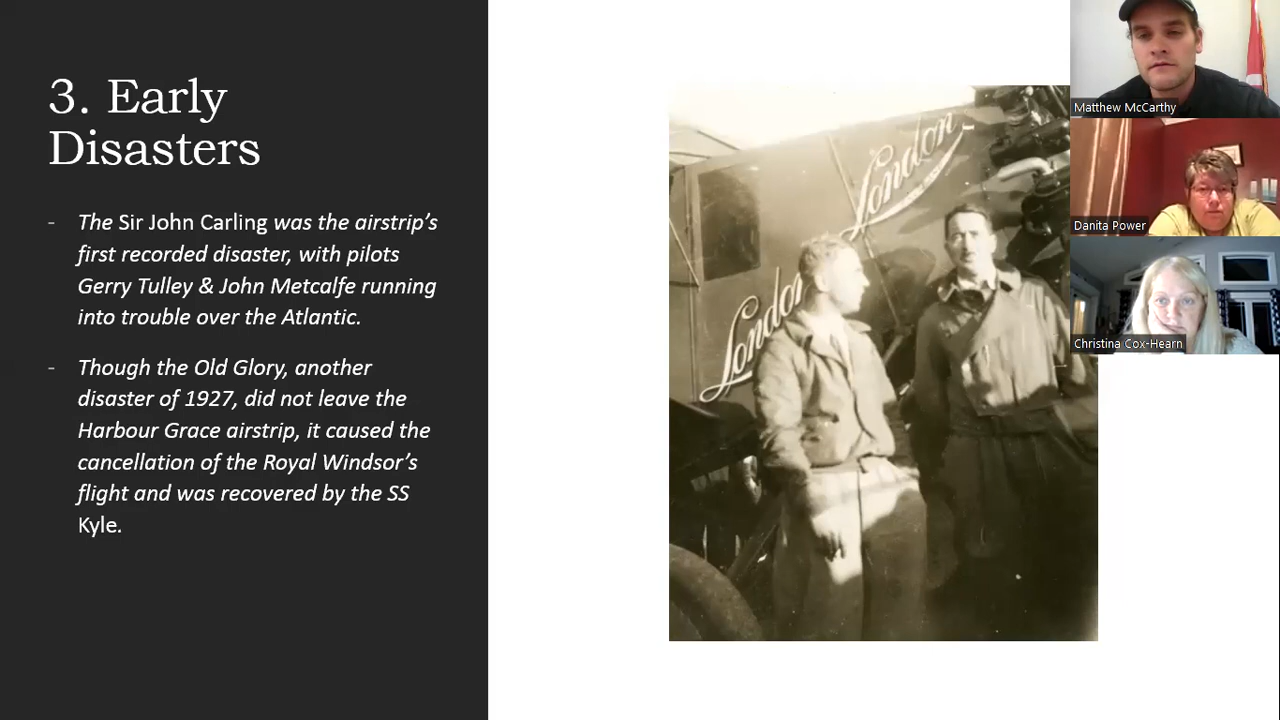 3. Early
Disasters
- The Sir John Carling was the airstrip’s
first recorded disaster, with pilots
Gerry Tulley & John Metcalfe running
into trouble over the Atlantic.
- Though the Old Glory, another
disaster of 1927, did not leave the
Harbour Grace airstrip, it caused the
cancellation of the Royal Windsor’s
flight and was recovered by the SS
Kyle.
London
London
Matthew McCarthy
Danita Power
Christina Cox-Hearn